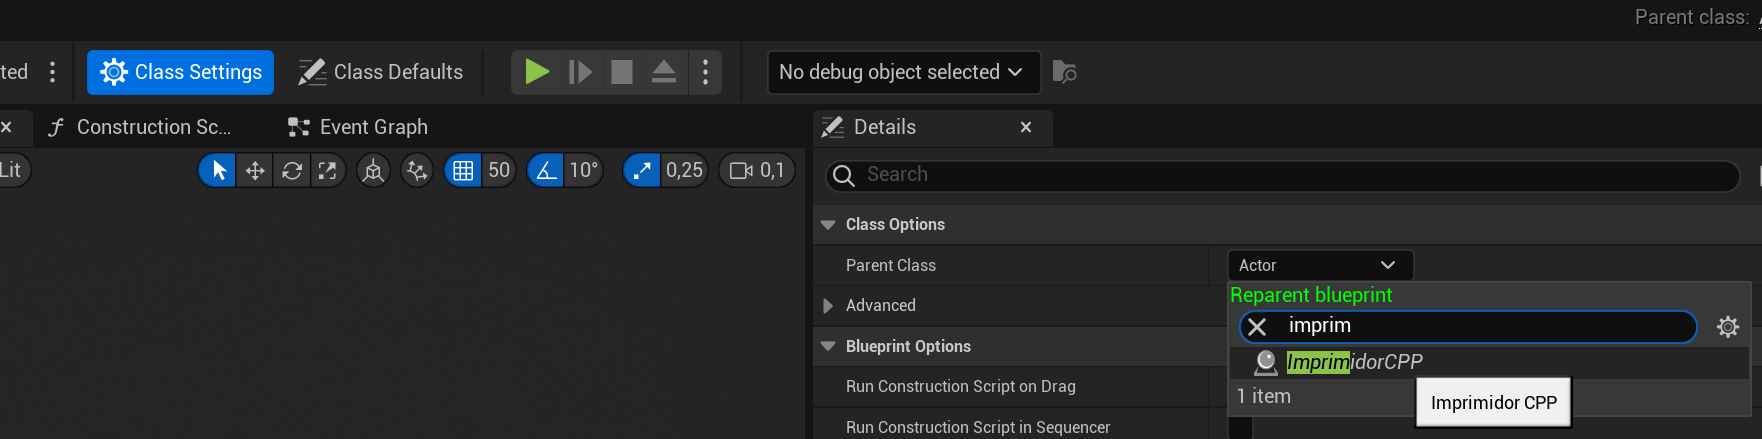 Parent class:
ted
Class Settings
Class Defaults
No debug object selected
Construction Sc...
Event Graph
Details
Lit
50
10°
0,25
0,1
Search
Class Options
Parent Class
Actor
Reparent blueprint
Advanced
imprim
Blueprint Options
ImprimidorCPP
Run Construction Script on Drag
1 item
Imprimidor CPP
Run Construction Script in Sequencer